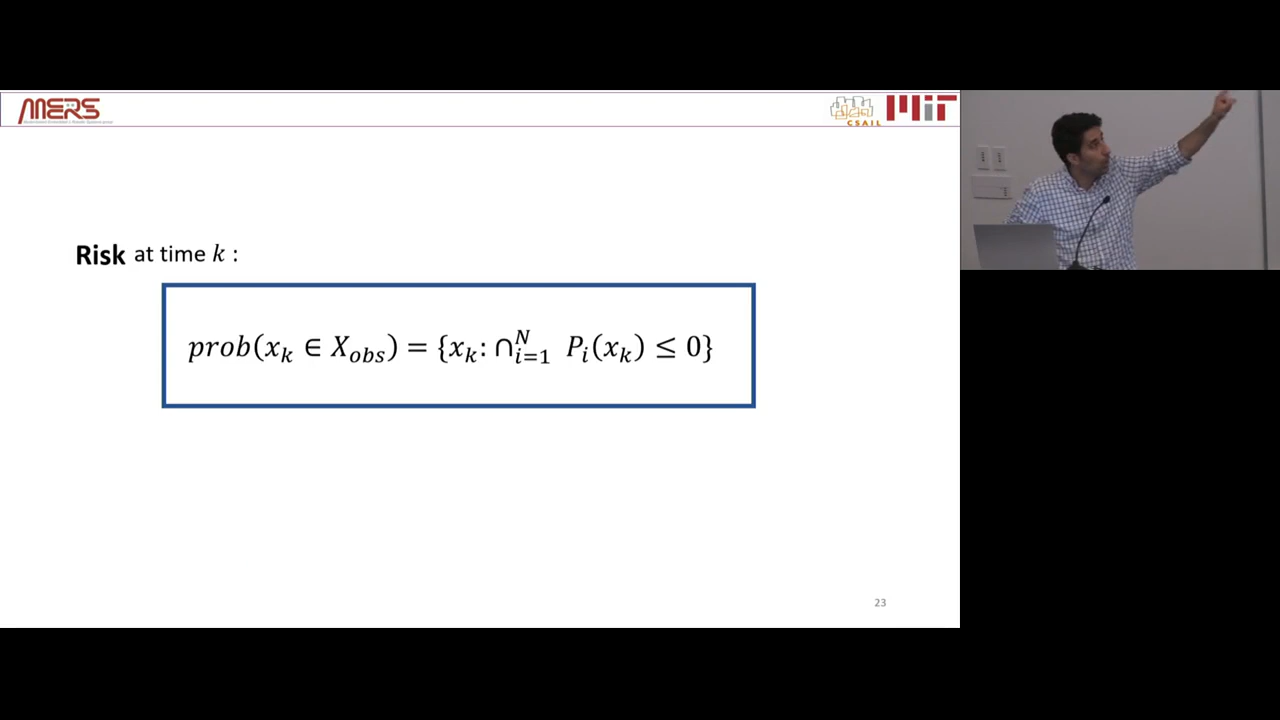 MERS
CSAIL
MIT
Risk at time k :
prob(x_k ∈ X_obs) = {x_k: ∩_{i=1}^N P_i(x_k) ≤ 0}
23